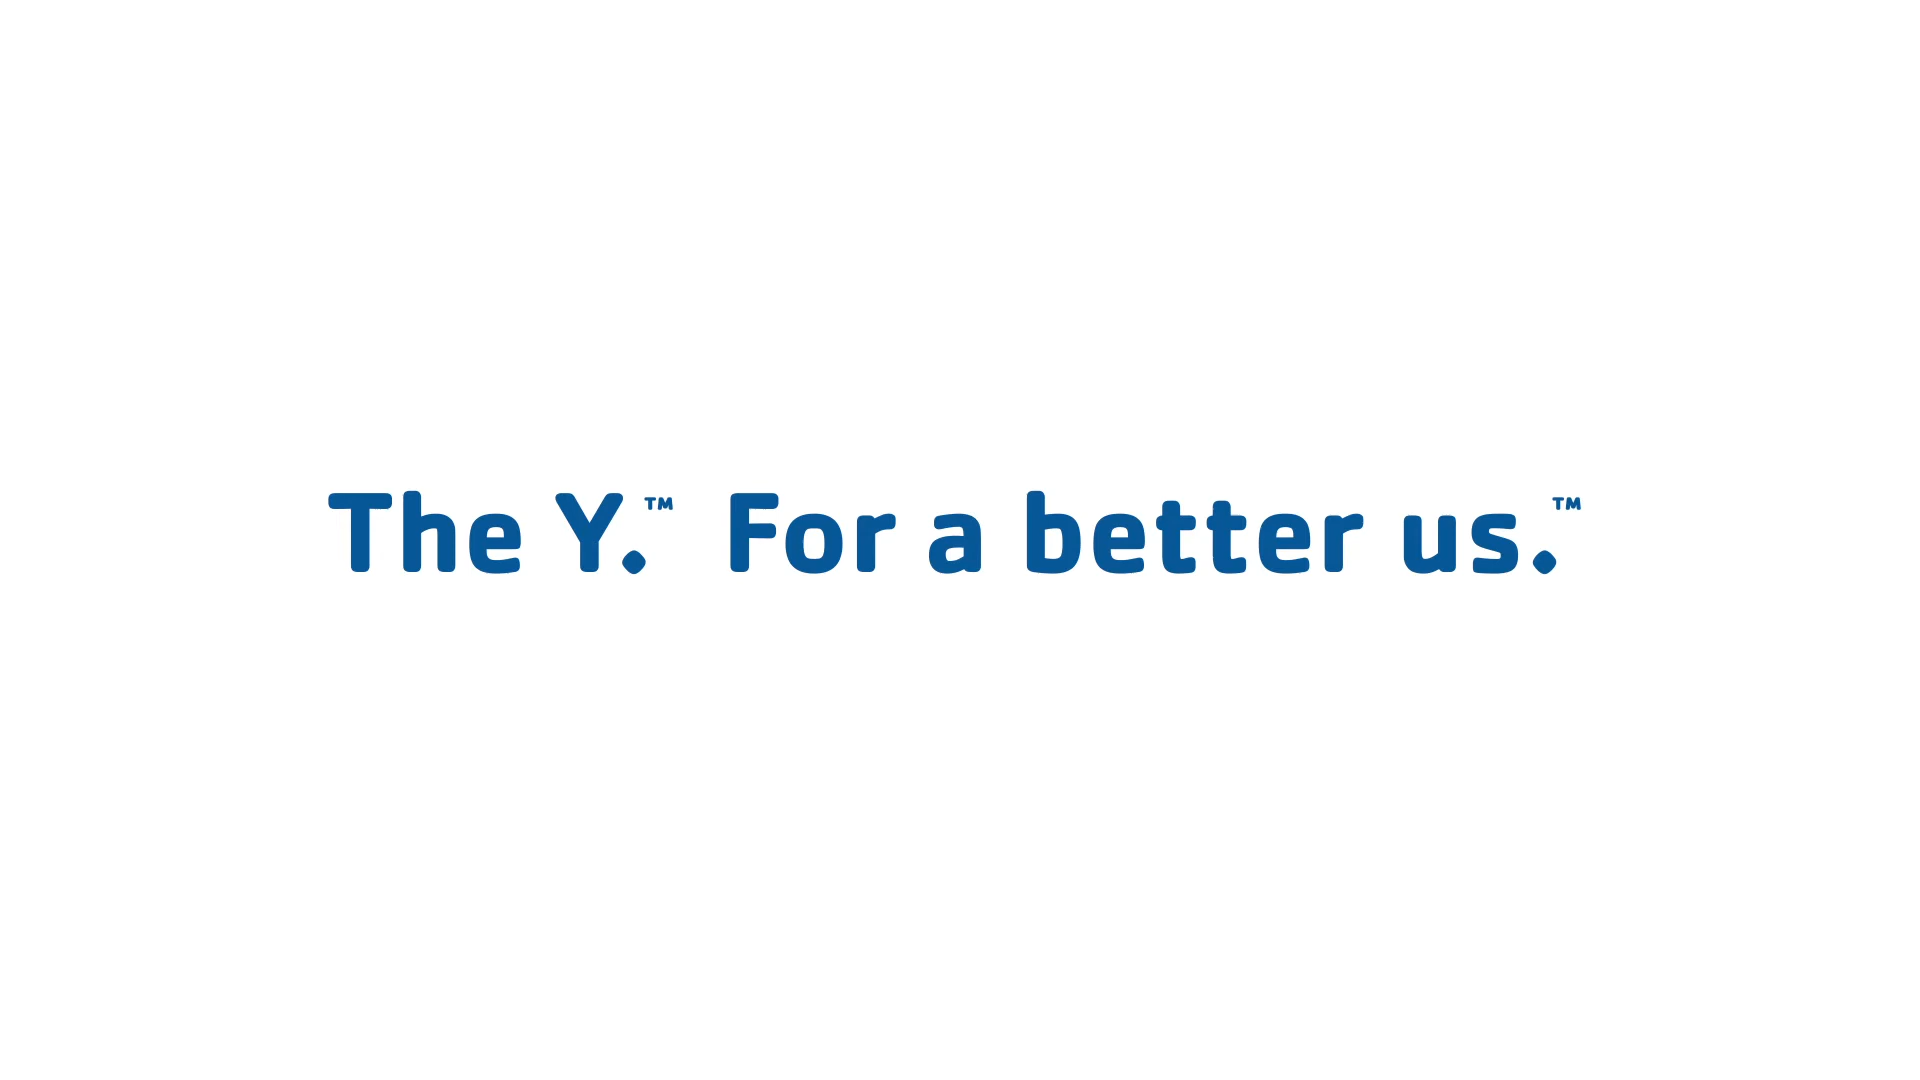 The Y.™ For a better us.™